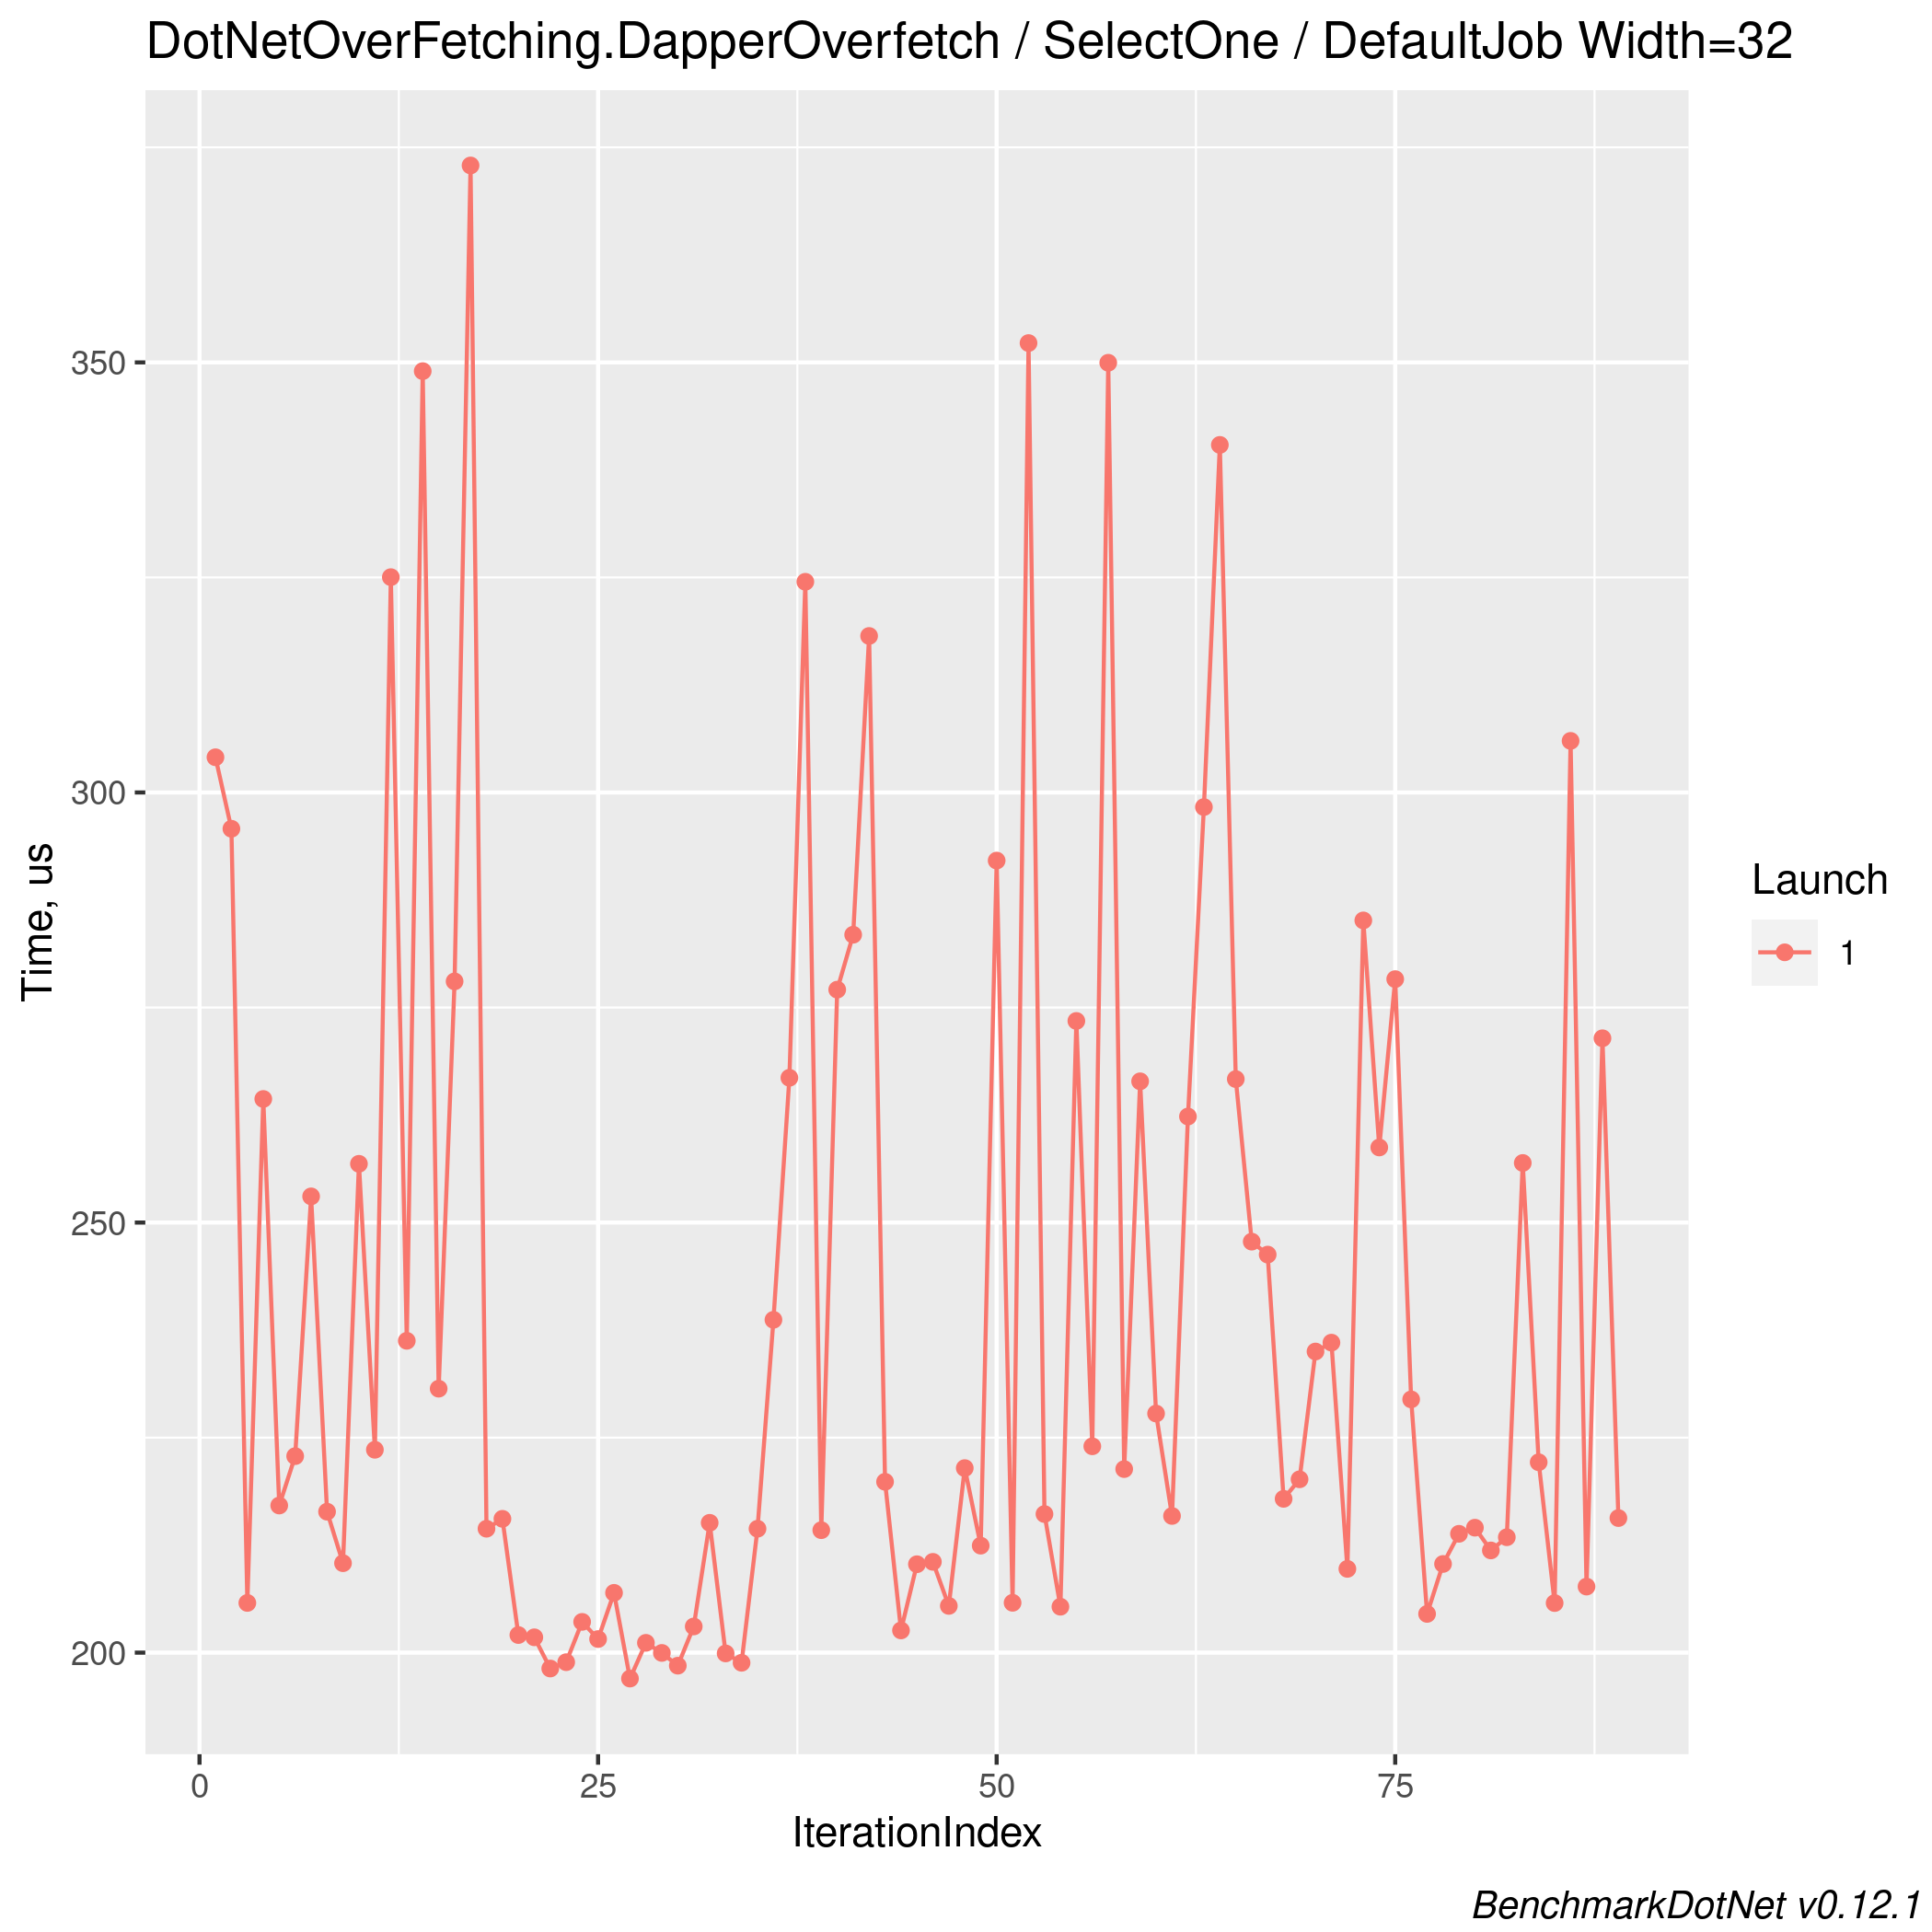 DotNetOverFetching.DapperOverfetch / SelectOne / DefaultJob Width=32
Time, us
350
300
250
200
0 25 50 75
IterationIndex
Launch
1
BenchmarkDotNet v0.12.1